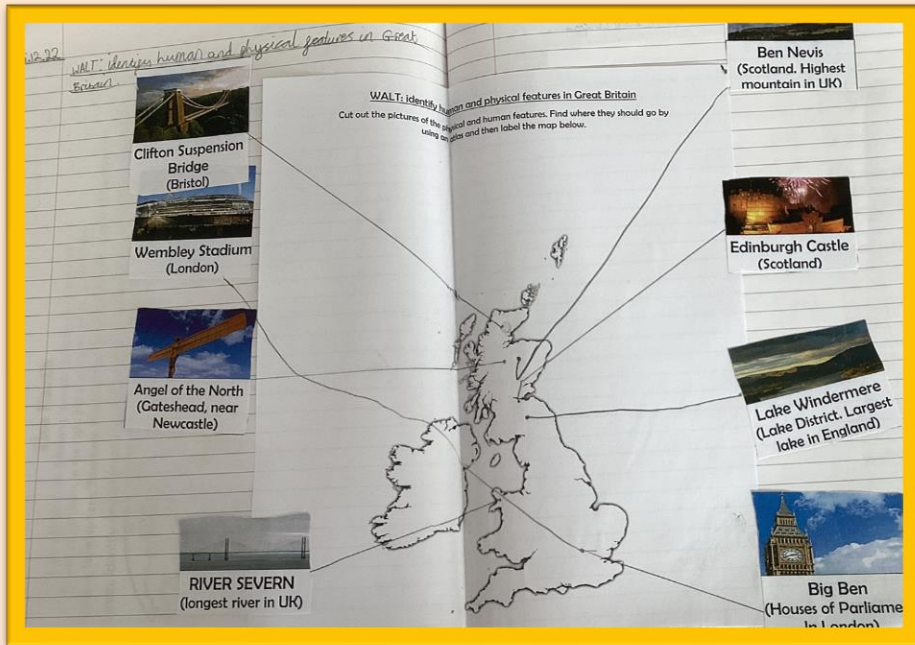 12.22
WALT: identify human and physical features in Great
Britain.
Clifton Suspension
Bridge
(Bristol)
Wembley Stadium
(London)
Angel of the North
(Gateshead, near
Newcastle)
RIVER SEVERN
(longest river in UK)
WALT: identify human and physical features in Great Britain
Cut out the pictures of the physical and human features. Find where they should go by
using an atlas and then label the map below.
Ben Nevis
(Scotland. Highest
mountain in UK)
Edinburgh Castle
(Scotland)
Lake Windermere
(Lake District. Largest
lake in England)
Big Ben
(Houses of Parliame
In London)